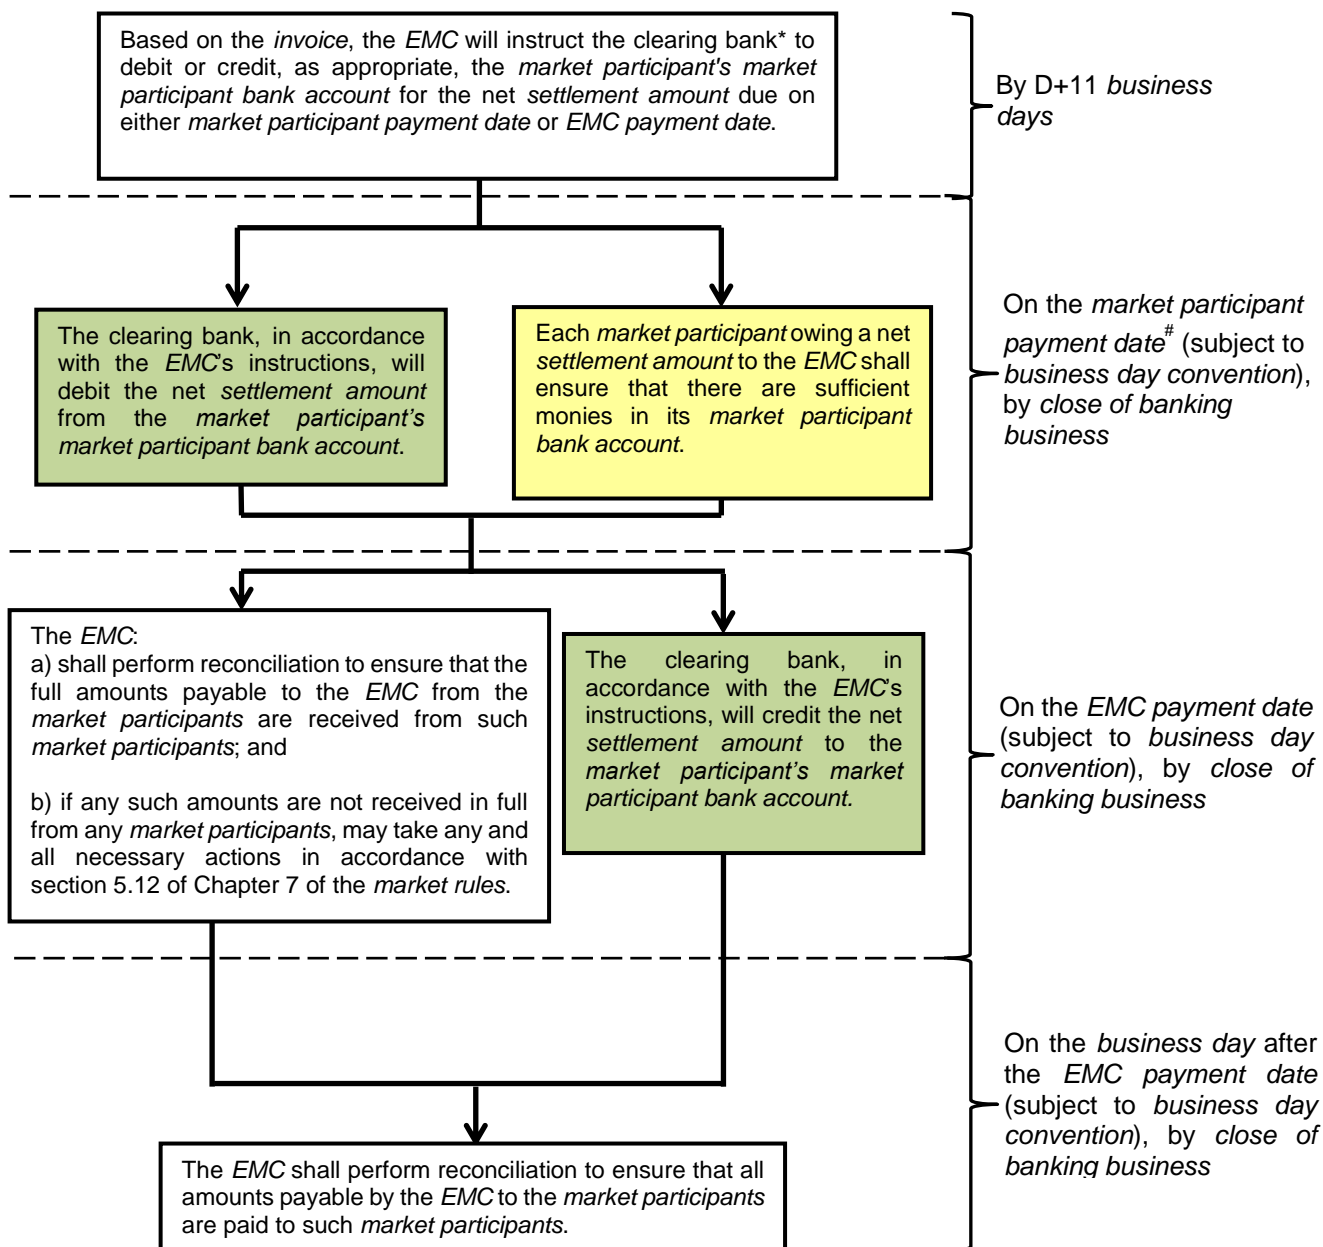 Based on the invoice, the EMC will instruct the clearing bank* to
debit or credit, as appropriate, the market participant's market
participant bank account for the net settlement amount due on
either market participant payment date or EMC payment date.
By D+11 business
days
The clearing bank, in accordance
with the EMC's instructions, will
debit the net settlement amount
from the market participant's
market participant bank account.
Each market participant owing a net
settlement amount to the EMC shall
ensure that there are sufficient
monies in its market participant
bank account.
On the market participant
payment date# (subject to
business day convention),
by close of banking
business
The EMC:
a) shall perform reconciliation to ensure that the
full amounts payable to the EMC from the
market participants are received from such
market participants; and
b) if any such amounts are not received in full
from any market participants, may take any and
all necessary actions in accordance with
section 5.12 of Chapter 7 of the market rules.
The clearing bank, in
accordance with the EMC's
instructions, will credit the net
settlement amount to the
market participant's market
participant bank account.
On the EMC payment date
(subject to business day
convention), by close of
banking business
On the business day after
the EMC payment date
(subject to business day
convention), by close of
banking business
The EMC shall perform reconciliation to ensure that all
amounts payable by the EMC to the market participants
are paid to such market participants.